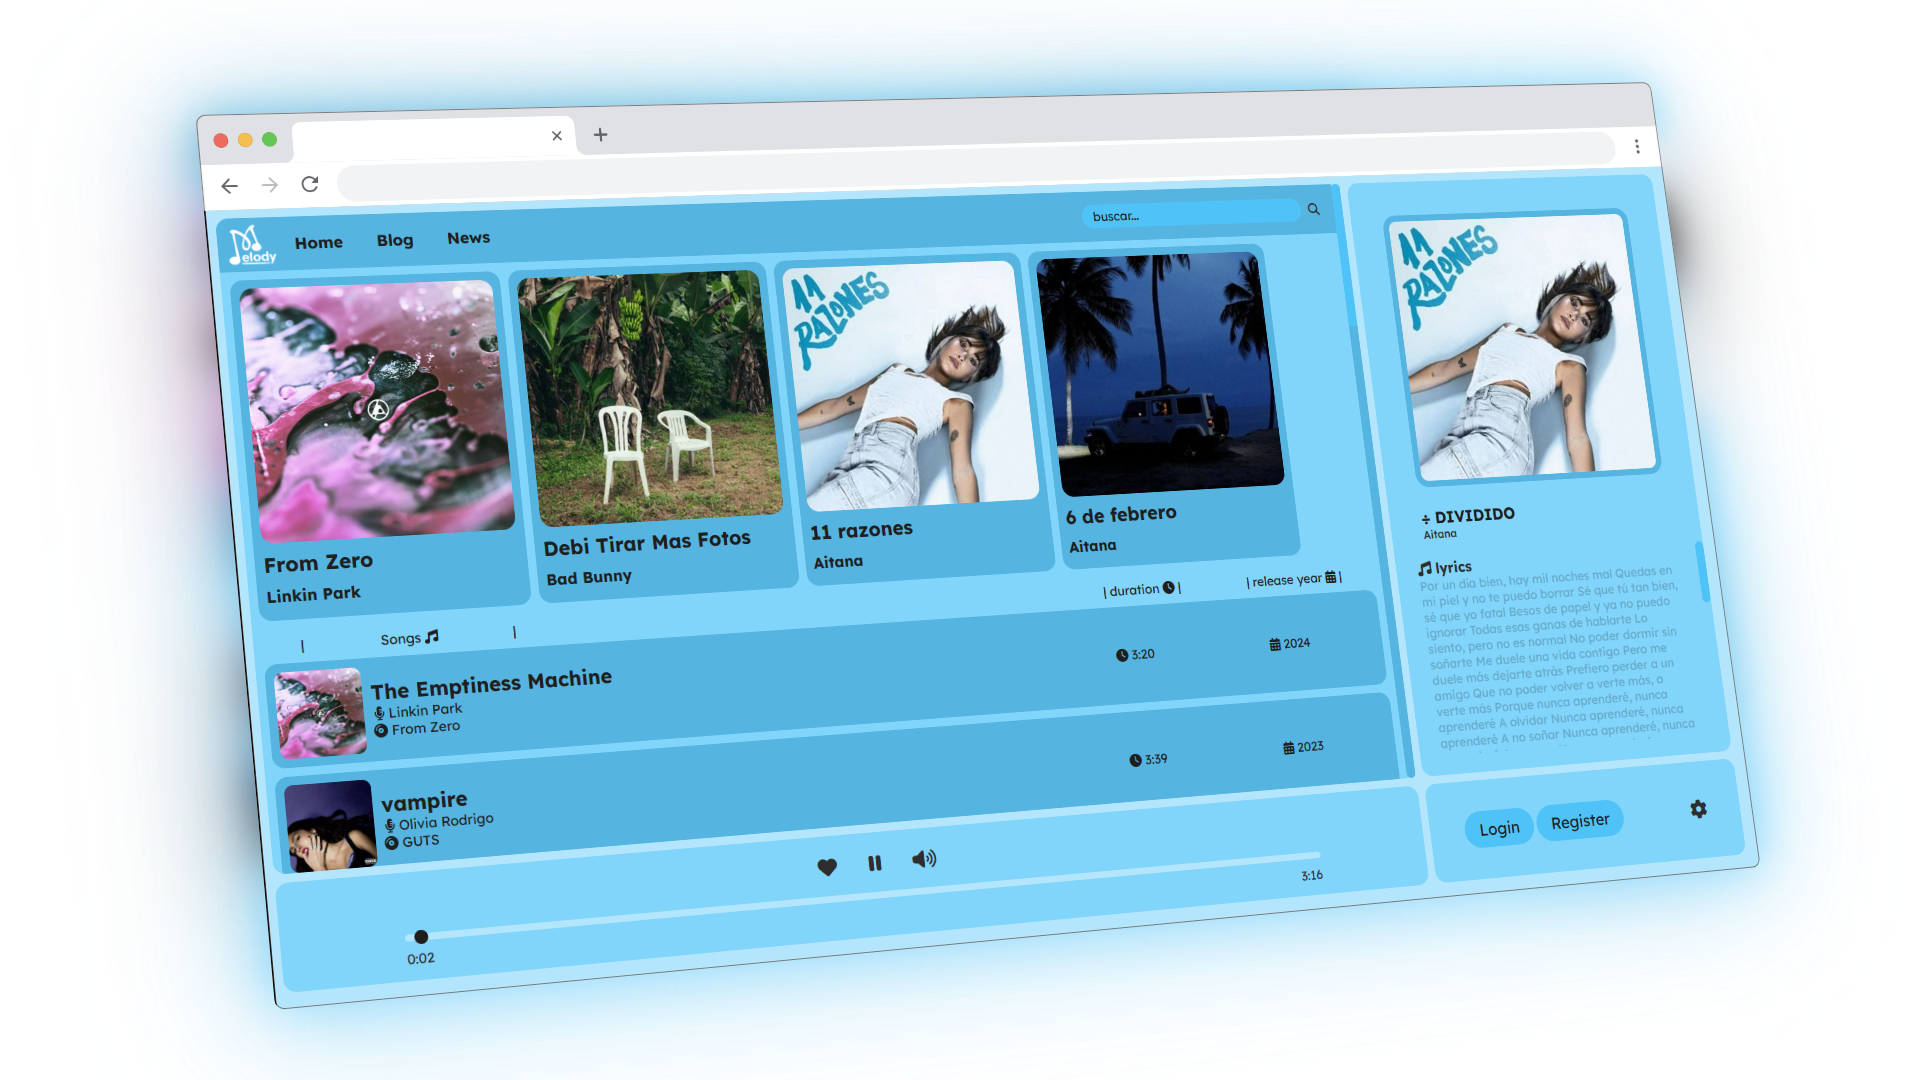 Melody
Home
Blog
News
buscar...
11
RAZONES
From Zero
Linkin Park
Debi Tirar Mas Fotos
Bad Bunny
11 razones
Aitana
6 de febrero
Aitana
|
Songs
|
| duration |
| release year |
The Emptiness Machine
Linkin Park
From Zero
3:20
2024
vampire
Olivia Rodrigo
GUTS
3:39
2023
0:02
3:16
11
RAZONES
÷ DIVIDIDO
Aitana
lyrics
Por un día bien, hay mil noches mal Quedas en
mi piel y no te puedo borrar Sé que tú tan bien,
sé que yo fatal Besos de papel y ya no puedo
ignorar Todas esas ganas de hablarte Lo
siento, pero no es normal No poder dormir sin
soñarte Me duele una vida contigo Pero me
duele más dejarte atrás Prefiero perder a un
amigo Que no poder volver a verte más, a
verte más Porque nunca aprenderé, nunca
aprenderé A olvidar Nunca aprenderé, nunca
aprenderé A no soñar Nunca aprenderé, nunca
Login
Register